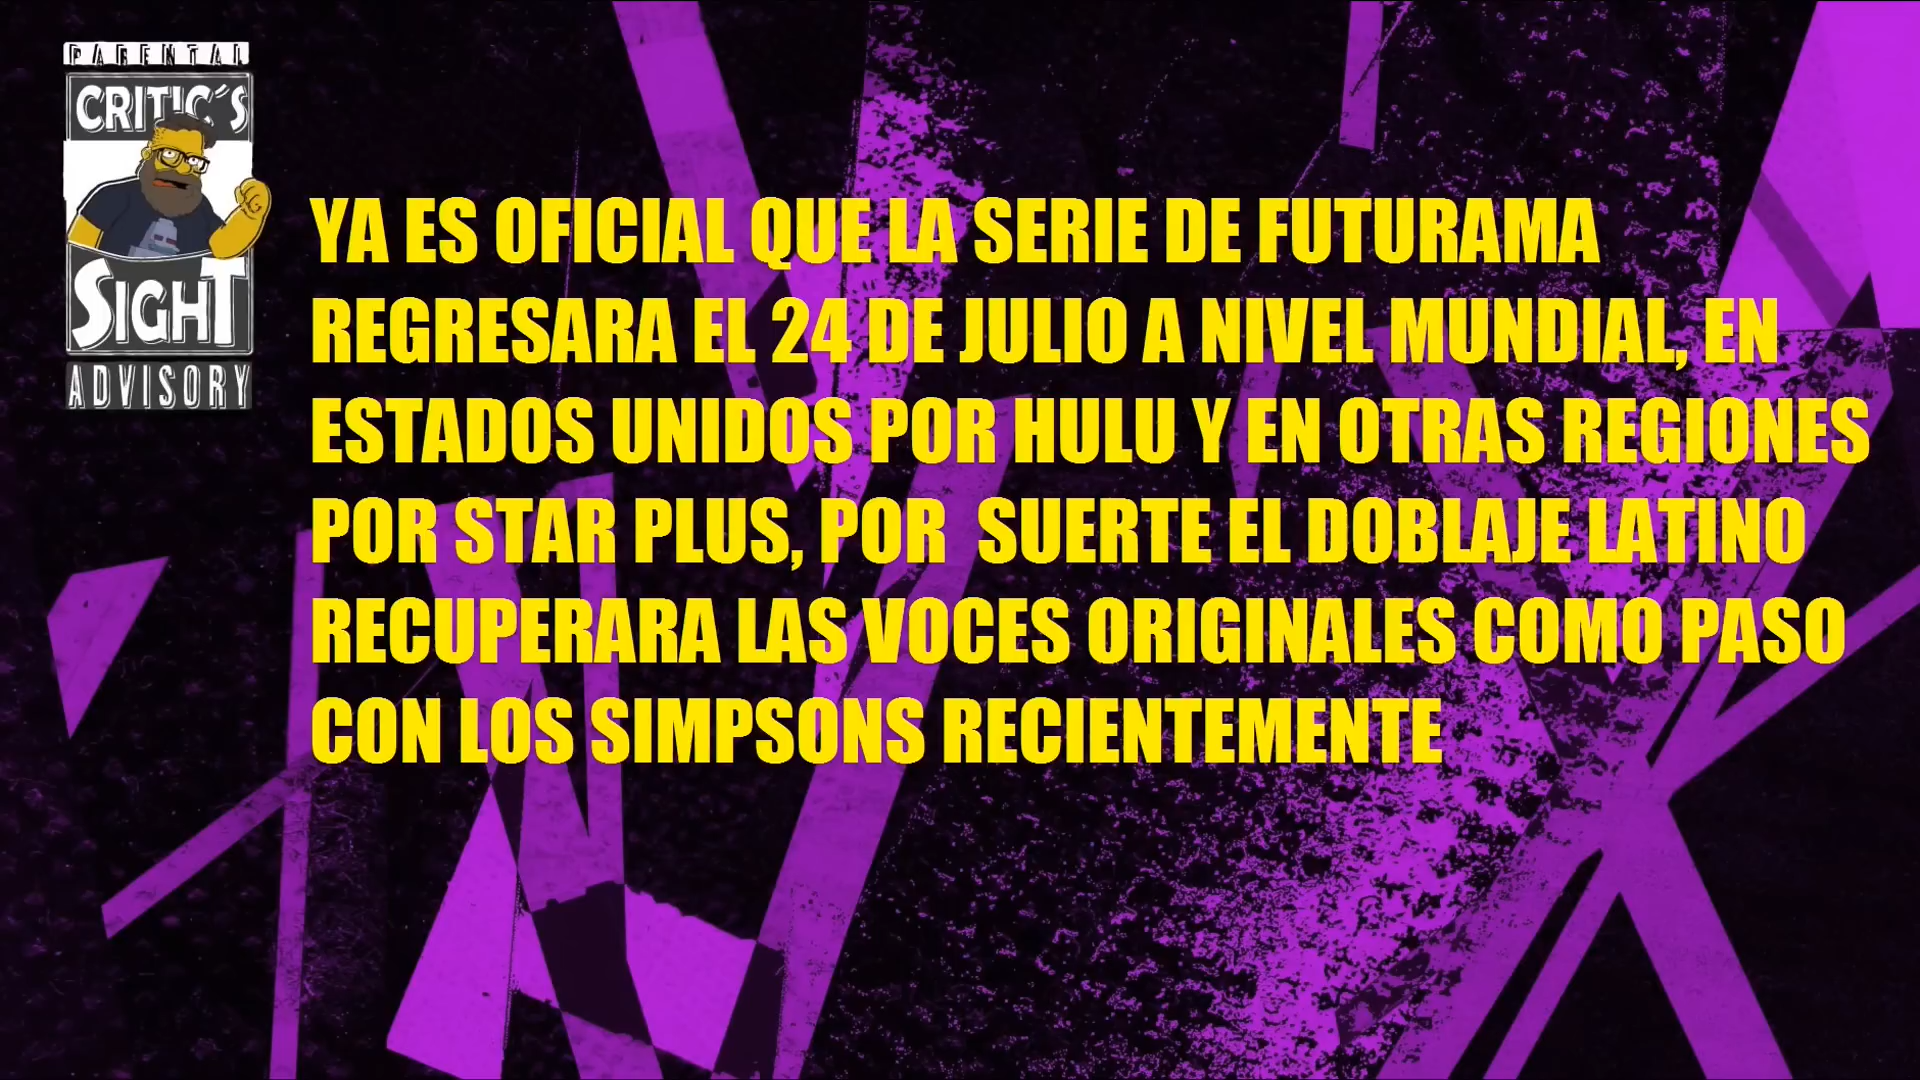 PARENTAL
CRITIC´S
SIGHT
ADVISORY
YA ES OFICIAL QUE LA SERIE DE FUTURAMA
REGRESARA EL 24 DE JULIO A NIVEL MUNDIAL, EN
ESTADOS UNIDOS POR HULU Y EN OTRAS REGIONES
POR STAR PLUS, POR  SUERTE EL DOBLAJE LATINO
RECUPERARA LAS VOCES ORIGINALES COMO PASO
CON LOS SIMPSONS RECIENTEMENTE